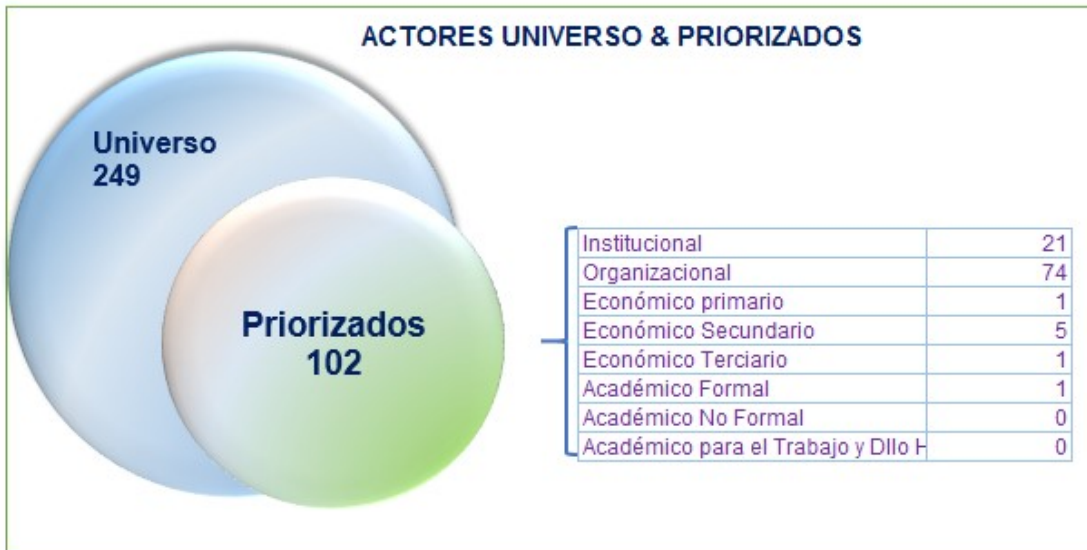 ACTORES UNIVERSO & PRIORIZADOS
Universo
249
Priorizados
102
Institucional 21
Organizacional 74
Económico primario 1
Económico Secundario 5
Económico Terciario 1
Académico Formal 1
Académico No Formal 0
Académico para el Trabajo y Dllo H 0